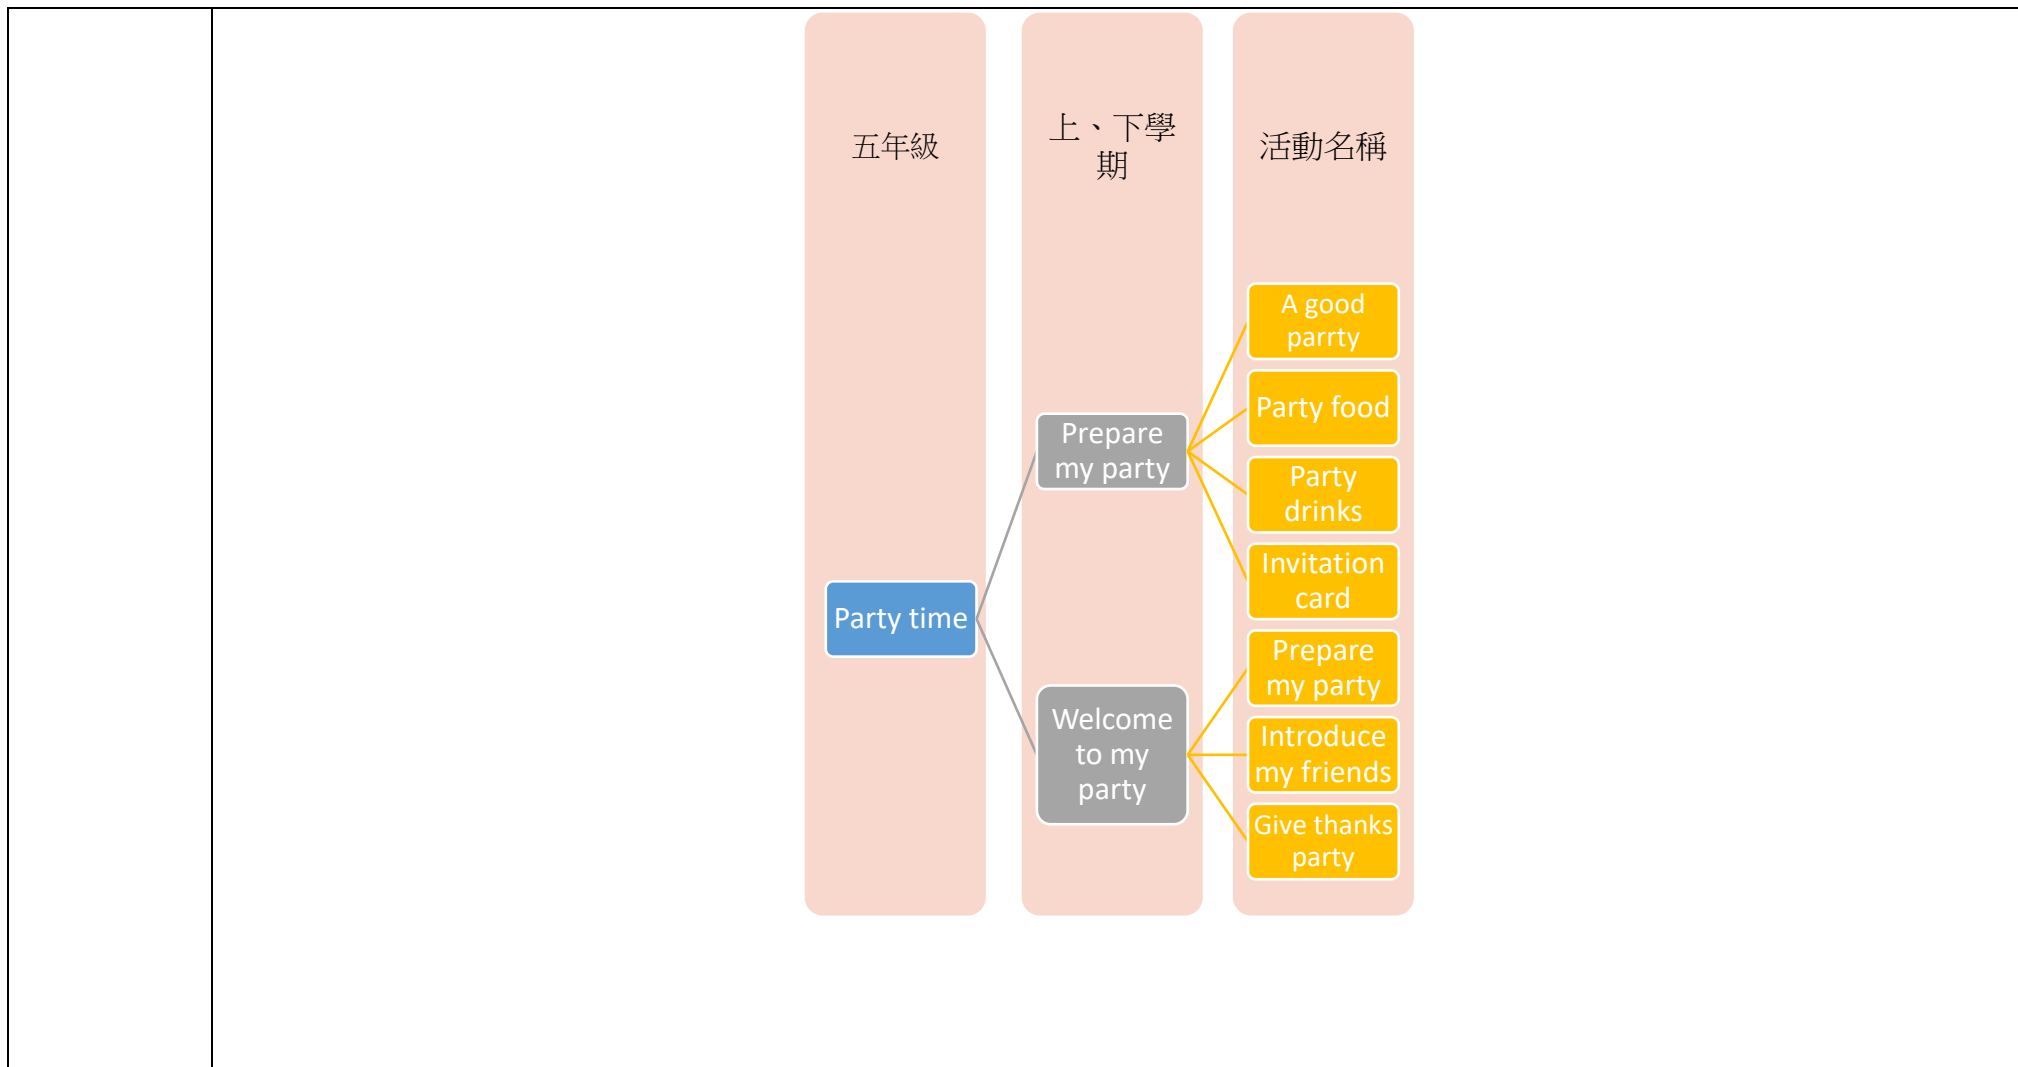 五年級
上、下學
期
活動名稱
A good
parrty
Party food
Prepare
my party
Party
drinks
Invitation
card
Party time
Prepare
my party
Welcome
to my
party
Introduce
my friends
Give thanks
party